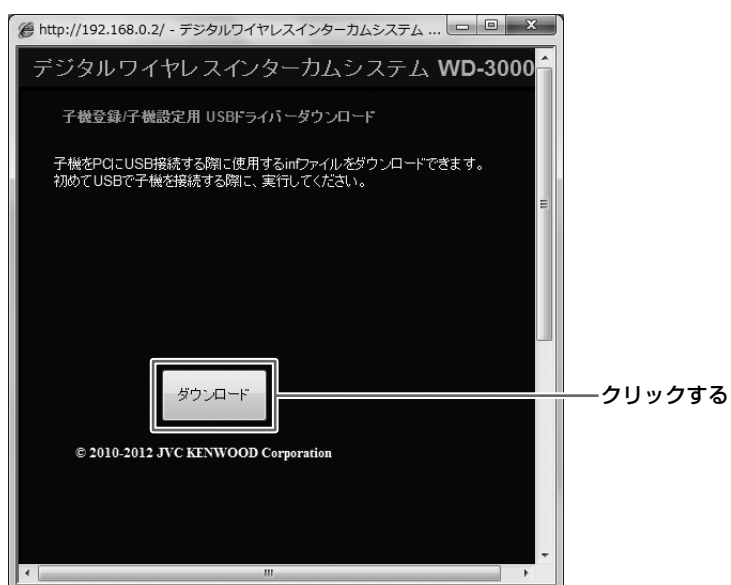 http://192.168.0.2/ - デジタルワイヤレスインターカムシステム ...
デジタルワイヤレスインターカムシステム WD-3000
子機登録/子機設定用 USBドライバーダウンロード
子機をPCにUSB接続する際に使用するinfファイルをダウンロードできます。
初めてUSBで子機を接続する際に、実行してください。
ダウンロード
クリックする
© 2010-2012 JVC KENWOOD Corporation